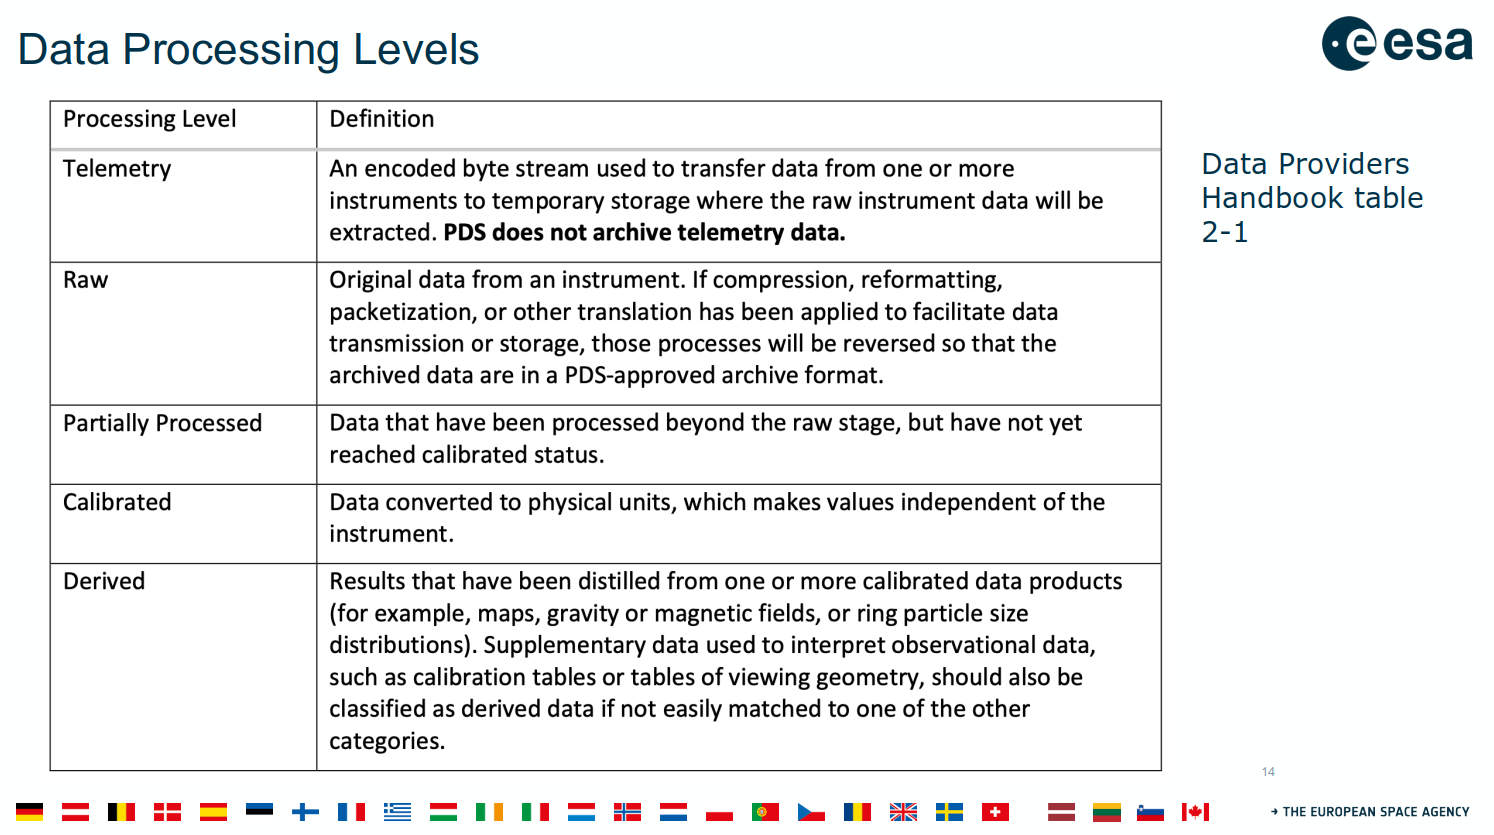 Data Processing Levels
esa
Processing Level
Definition
Telemetry
An encoded byte stream used to transfer data from one or more
instruments to temporary storage where the raw instrument data will be
extracted. PDS does not archive telemetry data.
Raw
Original data from an instrument. If compression, reformatting,
packetization, or other translation has been applied to facilitate data
transmission or storage, those processes will be reversed so that the
archived data are in a PDS-approved archive format.
Partially Processed
Data that have been processed beyond the raw stage, but have not yet
reached calibrated status.
Calibrated
Data converted to physical units, which makes values independent of the
instrument.
Derived
Results that have been distilled from one or more calibrated data products
(for example, maps, gravity or magnetic fields, or ring particle size
distributions). Supplementary data used to interpret observational data,
such as calibration tables or tables of viewing geometry, should also be
classified as derived data if not easily matched to one of the other
categories.
Data Providers
Handbook table
2-1
14
→ THE EUROPEAN SPACE AGENCY